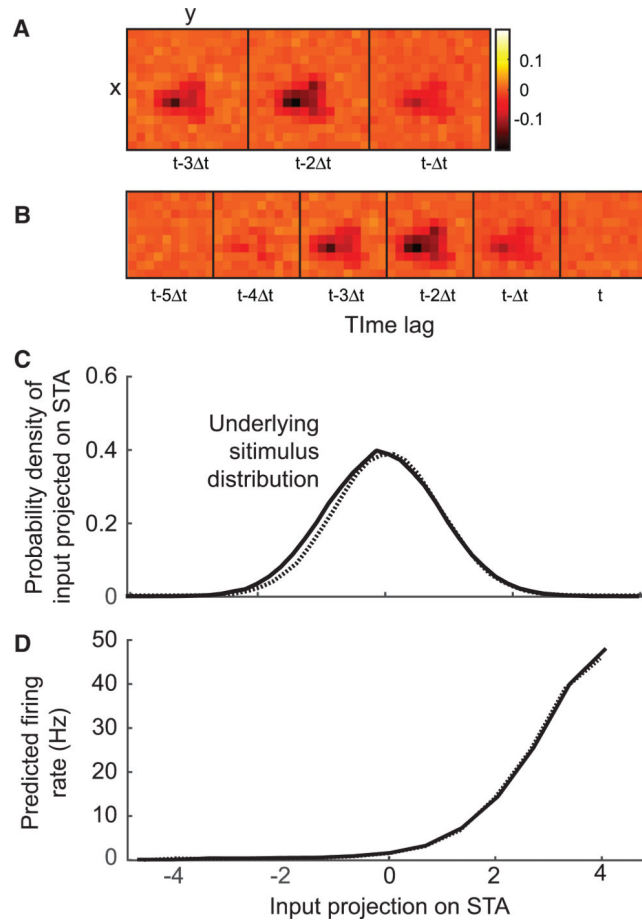 A
y
x
0.1
0
-0.1
t-3Δt
t-2Δt
t-Δt
B
t-5Δt
t-4Δt
t-3Δt
t-2Δt
t-Δt
t
TIme lag
C
Probability density of
input projected on STA
0.6
0.4
0.2
0
Underlying
sitimulus
distribution
D
Predicted firing
rate (Hz)
50
40
30
20
10
0
-4
-2
0
2
4
Input projection on STA